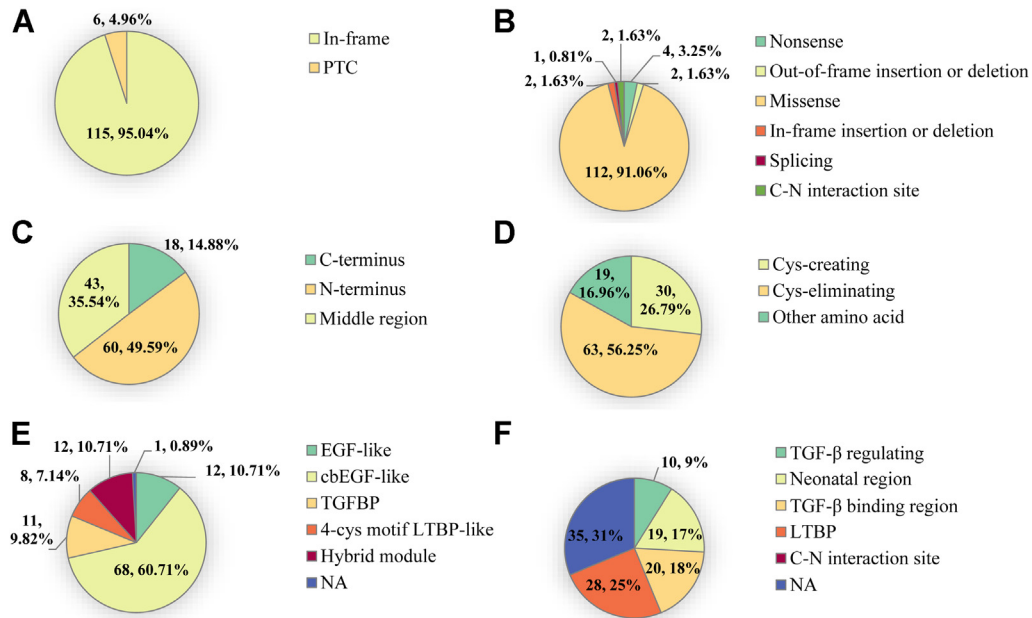 A
6, 4.96%
115, 95.04%
In-frame
PTC
B
2, 1.63%
1, 0.81%
4, 3.25%
2, 1.63%
2, 1.63%
112, 91.06%
Nonsense
Out-of-frame insertion or deletion
Missense
In-frame insertion or deletion
Splicing
C-N interaction site
C
18, 14.88%
43,
35.54%
60, 49.59%
C-terminus
N-terminus
Middle region
D
19,
16.96%
30,
26.79%
63, 56.25%
Cys-creating
Cys-eliminating
Other amino acid
E
12, 10.71%
1, 0.89%
8, 7.14%
12, 10.71%
11,
9.82%
68, 60.71%
EGF-like
cbEGF-like
TGFBP
4-cys motif LTBP-like
Hybrid module
NA
F
10, 9%
35, 31%
19, 17%
20, 18%
28, 25%
TGF-β regulating
Neonatal region
TGF-β binding region
LTBP
C-N interaction site
NA